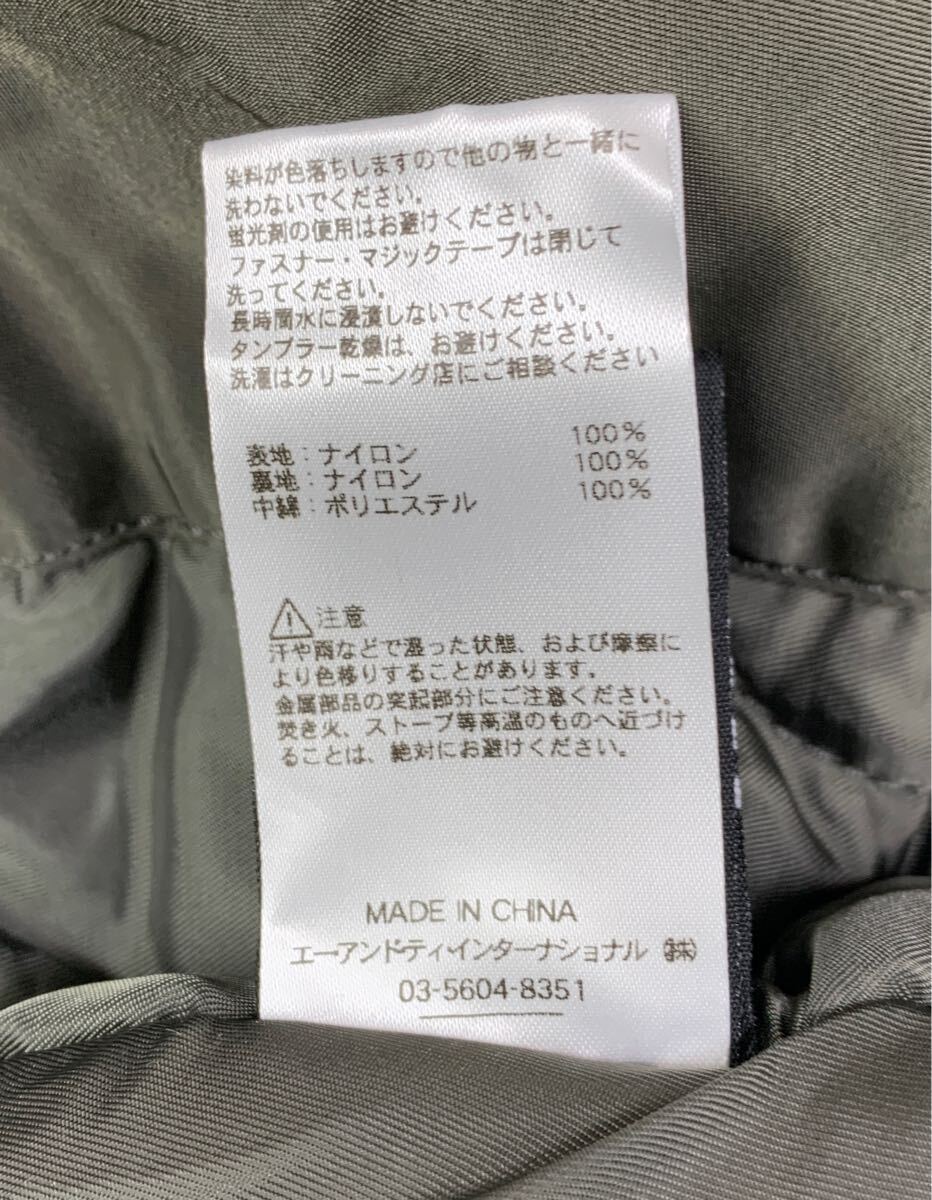 染料が色落ちしますので他の物と一緒に
洗わないでください。
蛍光剤の使用はお避けください。
ファスナー・マジックテープは閉じて
洗ってください。
長時間水に浸漬しないでください。
タンブラー乾燥は、お避けください。
洗濯はクリーニング店にご相談ください
表地:ナイロン 100%
裏地:ナイロン 100%
中綿:ポリエステル 100%
注意
汗や雨などで湿った状態、および摩擦に
より色移りすることがあります。
金属部品の突起部分にご注意ください。
焚き火、ストーブ等高温のものへ近づけ
ることは、絶対にお避けください。
MADE IN CHINA
エーアンドティ・インターナショナル ㈱
03-5604-8351